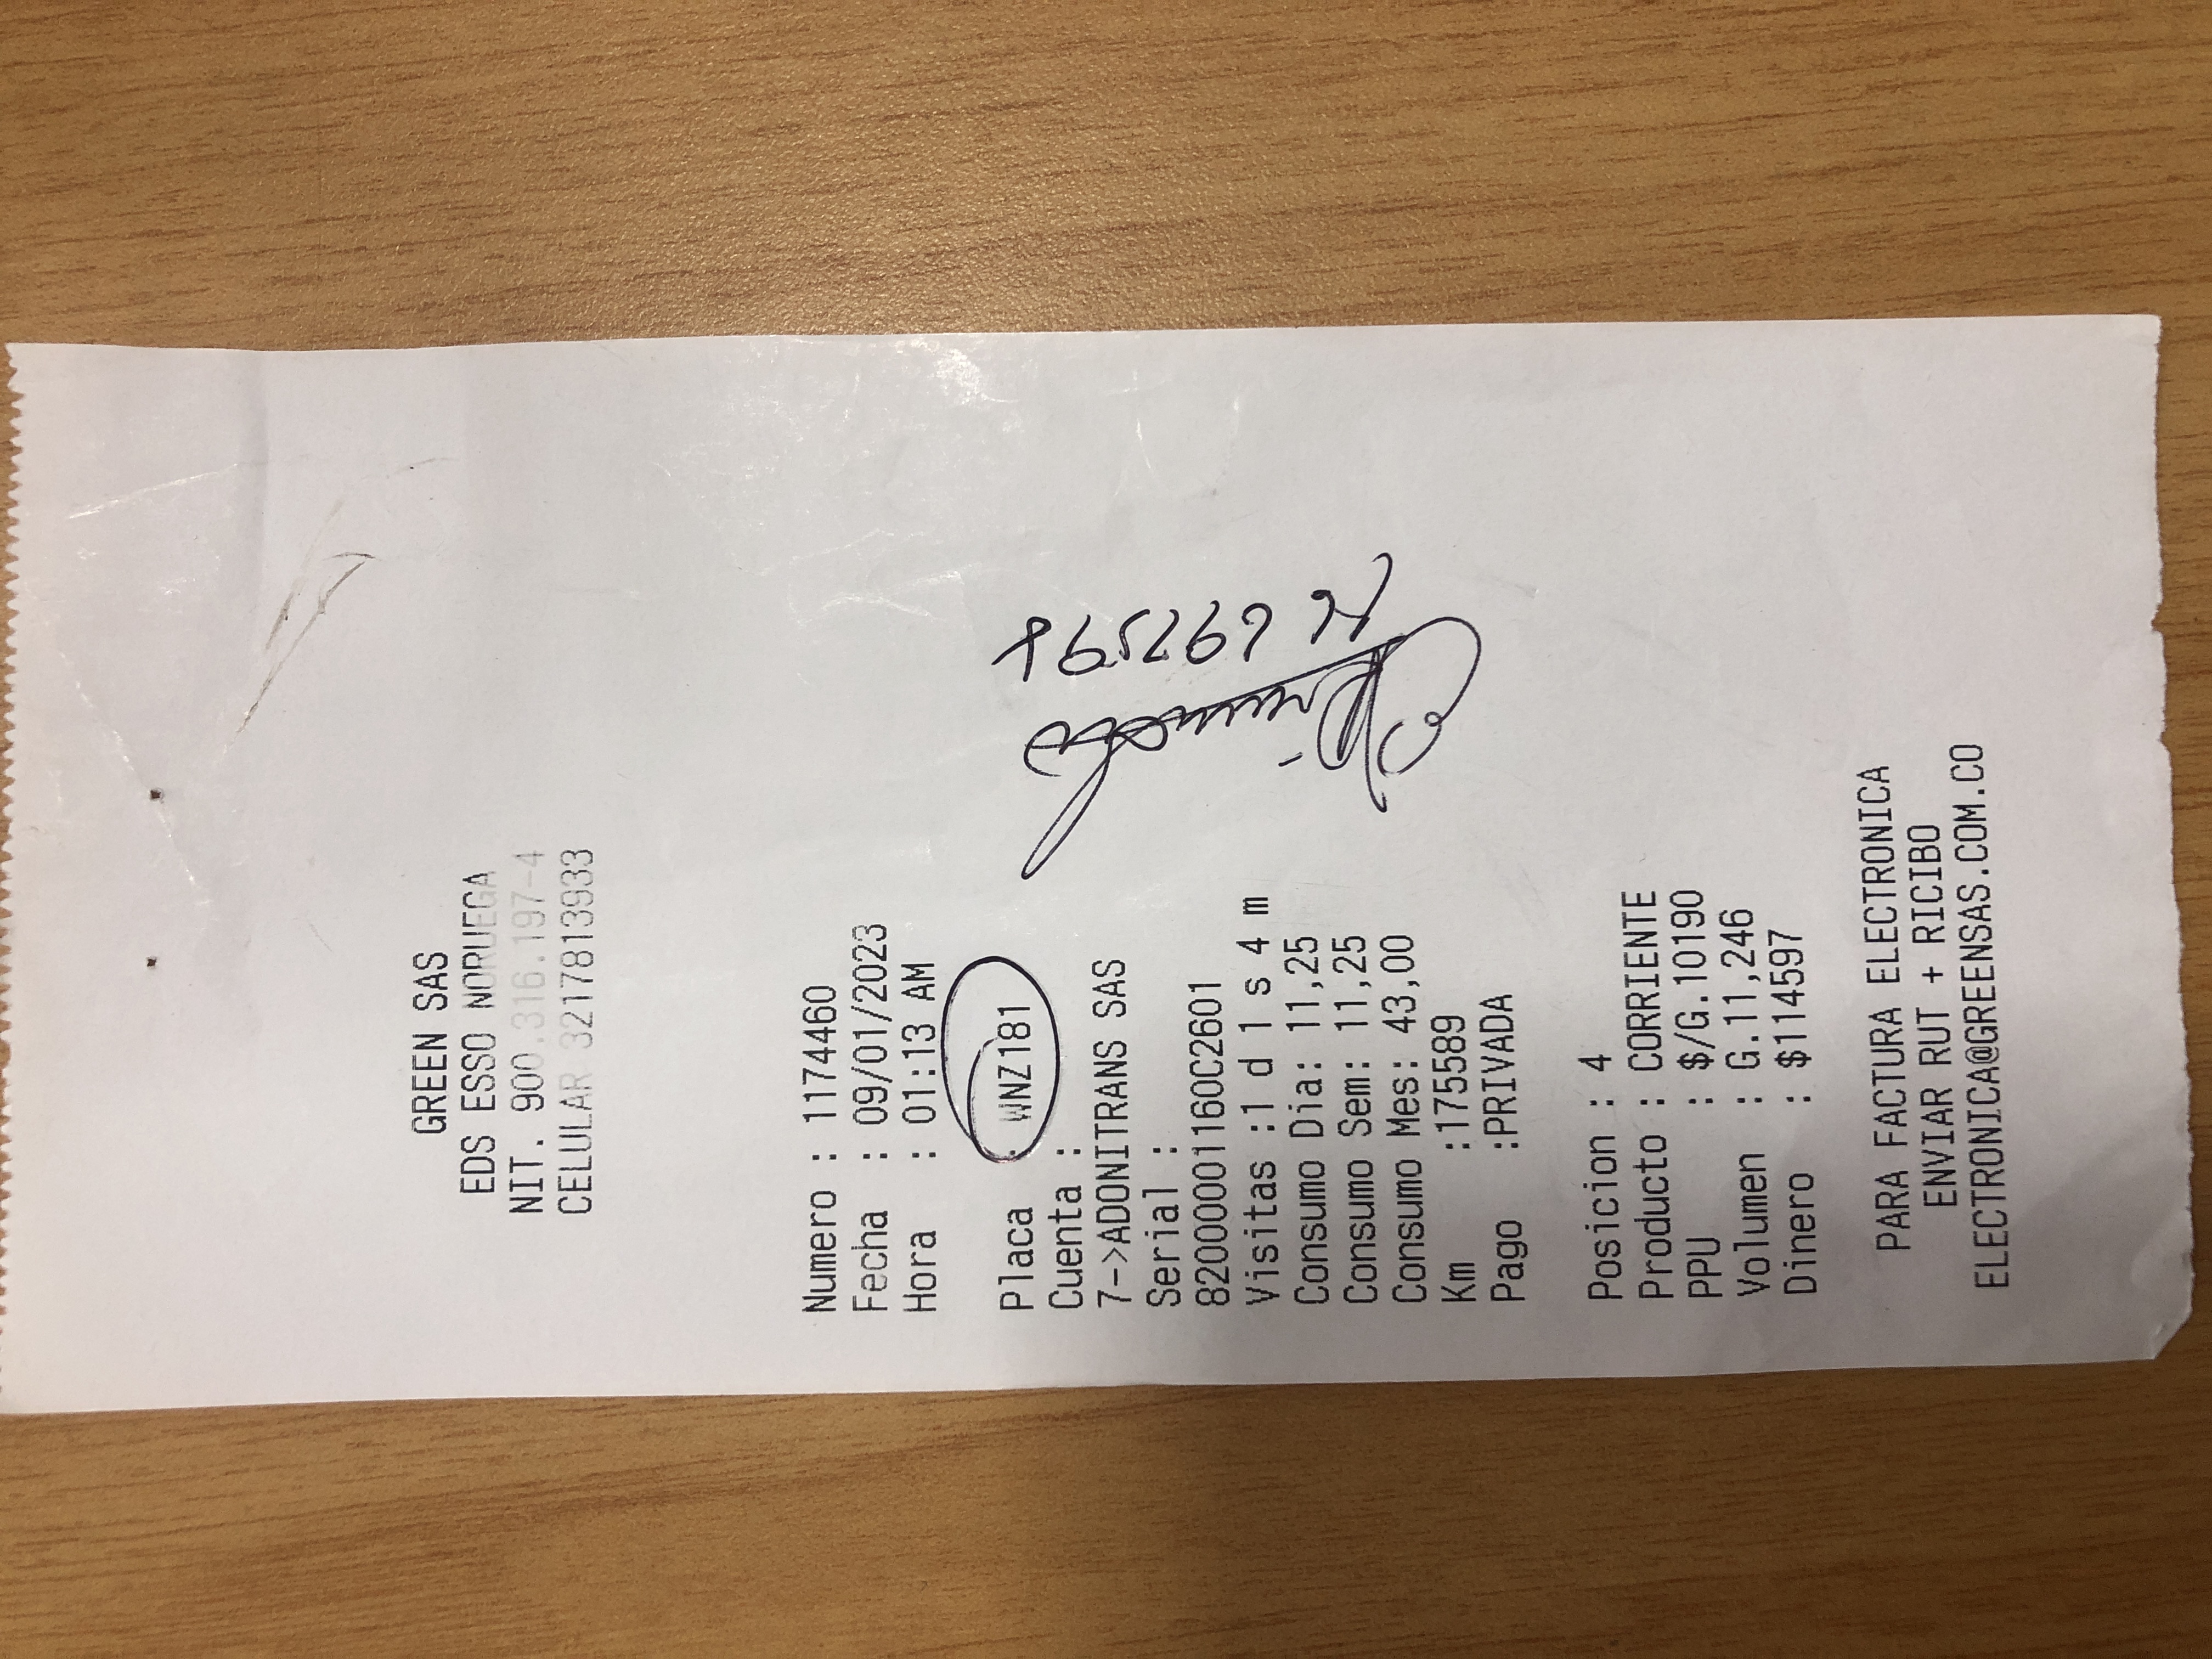 GREEN SAS
EDS ESSO NORUEGA
NIT. 900.316.197-4
CELULAR 3217813933
Numero : 1174460
Fecha : 09/01/2023
Hora : 01:13 AM
Placa : WNZ181
Cuenta :
7->ADONITRANS SAS
Serial :
82000001160C2601
Visitas :1 d 1 s 4 m
Consumo Dia: 11,25
Consumo Sem: 11,25
Consumo Mes: 43,00
Km :175589
Pago :PRIVADA
Posicion : 4
Producto : CORRIENTE
PPU : $/G.10190
Volumen : G.11,246
Dinero : $114597
PARA FACTURA ELECTRONICA
ENVIAR RUT + RICIBO
ELECTRONICA@GREENSAS.COM.CO